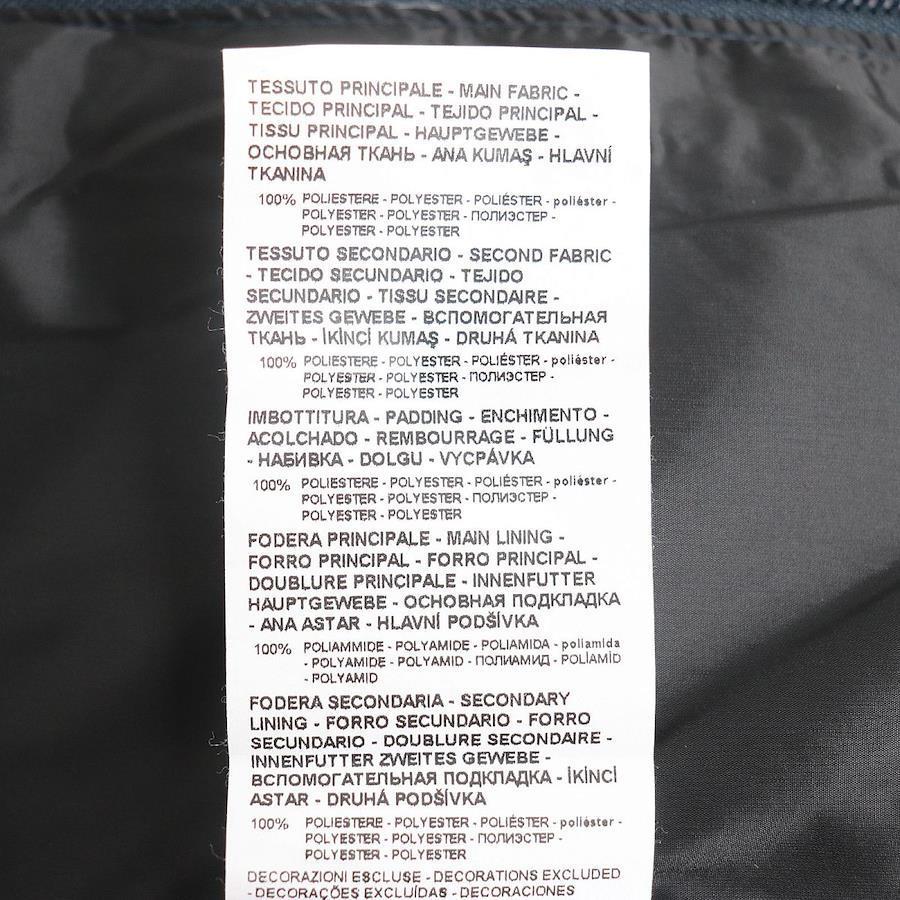 TESSUTO PRINCIPALE - MAIN FABRIC -
TECIDO PRINCIPAL - TEJIDO PRINCIPAL -
TISSU PRINCIPAL - HAUPTGEWEBE -
ОСНОВНАЯ ТКАНЬ - ANA KUMAŞ - HLAVNÍ
TKANINA
100% POLIESTERE - POLYESTER - POLIÉSTER - poliéster -
POLYESTER - POLYESTER - ПОЛИЭСТЕР -
POLYESTER - POLYESTER
TESSUTO SECONDARIO - SECOND FABRIC
- TECIDO SECUNDARIO - TEJIDO
SECUNDARIO - TISSU SECONDAIRE -
ZWEITES GEWEBE - ВСПОМОГАТЕЛЬНАЯ
ТКАНЬ - İKİNCİ KUMAŞ - DRUHÁ TKANINA
100% POLIESTERE - POLYESTER - POLIÉSTER - poliéster -
POLYESTER - POLYESTER - ПОЛИЭСТЕР -
POLYESTER - POLYESTER
IMBOTTITURA - PADDING - ENCHIMENTO -
ACOLCHADO - REMBOURRAGE - FÜLLUNG
- НАБИВКА - DOLGU - VYCPÁVKA
100% POLIESTERE - POLYESTER - POLIÉSTER - poliéster -
POLYESTER - POLYESTER - ПОЛИЭСТЕР -
POLYESTER - POLYESTER
FODERA PRINCIPALE - MAIN LINING -
FORRO PRINCIPAL - FORRO PRINCIPAL -
DOUBLURE PRINCIPALE - INNENFUTTER
HAUPTGEWEBE - ОСНОВНАЯ ПОДКЛАДКА
- ANA ASTAR - HLAVNÍ PODŠÍVKA
100% POLIAMMIDE - POLYAMIDE - POLIAMIDA - poliamida
- POLYAMIDE - POLYAMID - ПОЛИАМИД - POLİAMİD
- POLYAMID
FODERA SECONDARIA - SECONDARY
LINING - FORRO SECUNDARIO - FORRO
SECUNDARIO - DOUBLURE SECONDAIRE -
INNENFUTTER ZWEITES GEWEBE -
ВСПОМОГАТЕЛЬНАЯ ПОДКЛАДКА - İKİNCİ
ASTAR - DRUHÁ PODŠÍVKA
100% POLIESTERE - POLYESTER - POLIÉSTER - poliéster -
POLYESTER - POLYESTER - ПОЛИЭСТЕР -
POLYESTER - POLYESTER
DECORAZIONI ESCLUSE - DECORATIONS EXCLUDED
- DECORAÇÕES EXCLUÍDAS - DECORACIONES